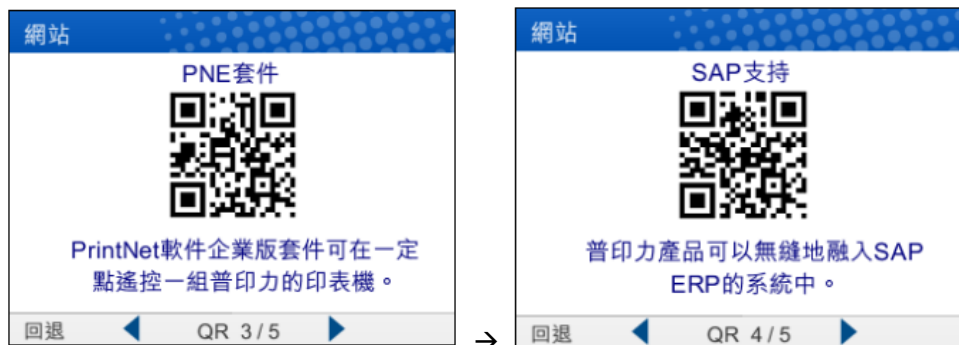 網站
PNE套件
PrintNet軟件企業版套件可在一定
點遙控一組普印力的印表機。
回退 QR 3/5
→
網站
SAP支持
普印力產品可以無縫地融入SAP
ERP的系統中。
回退 QR 4/5